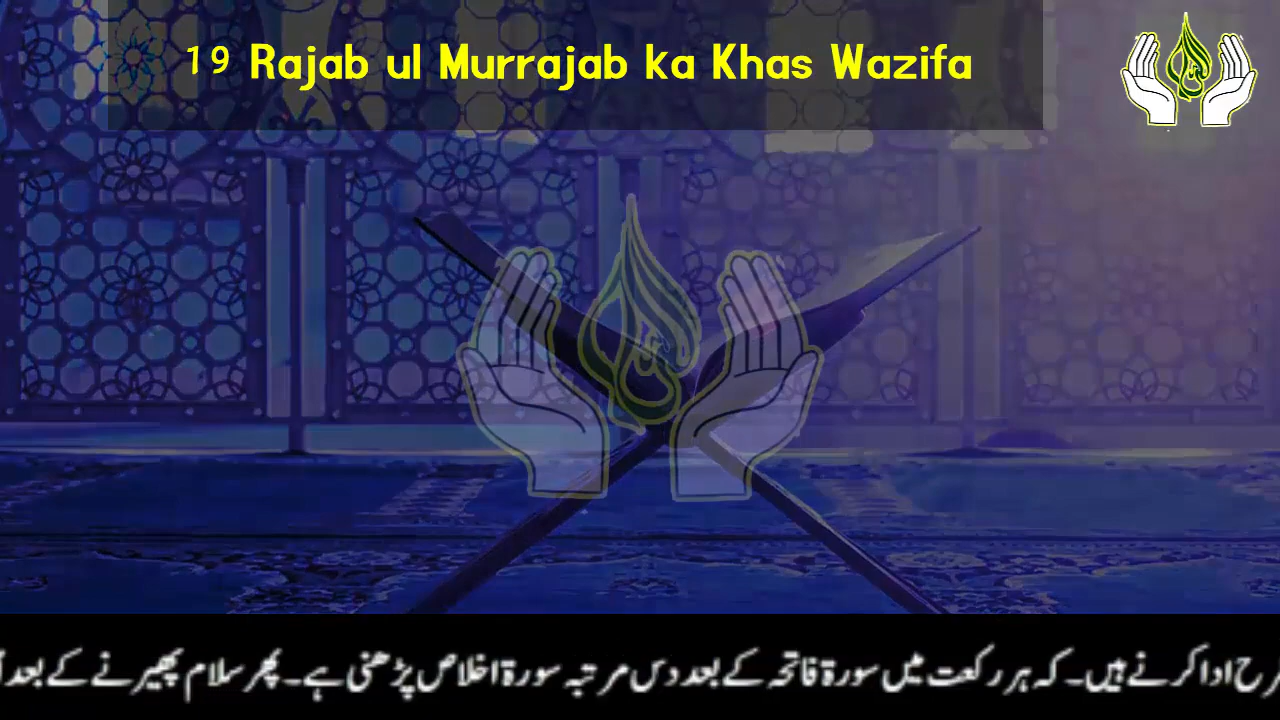 19 Rajab ul Murrajab ka Khas Wazifa
ادا کرنے ہیں۔ کہ ہر رکعت میں سورۃ فاتحہ کے بعد دس مرتبہ سورۃ اخلاص پڑھنی ہے۔ پھر سلام پھیرنے کے بعد